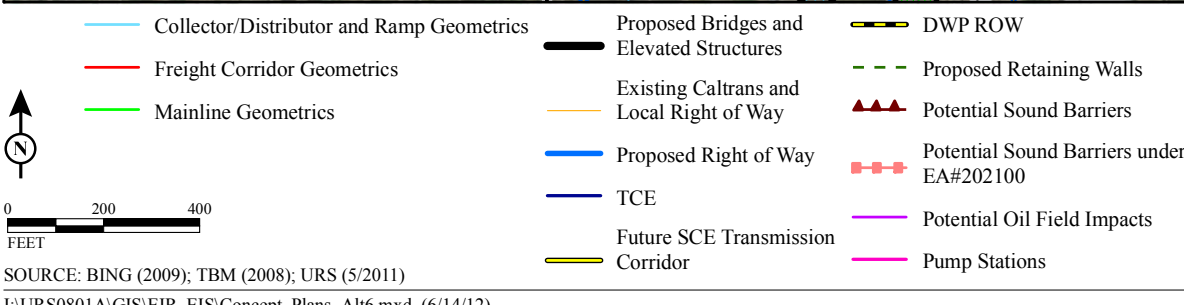 Collector/Distributor and Ramp Geometrics
Freight Corridor Geometrics
Mainline Geometrics
N
0 200 400
FEET
SOURCE: BING (2009); TBM (2008); URS (5/2011)
I:\URS0801A\GIS\EIR_EIS\Concept_Plans_Alt6.mxd (6/14/12)
Proposed Bridges and
Elevated Structures
Existing Caltrans and
Local Right of Way
Proposed Right of Way
TCE
Future SCE Transmission
Corridor
DWP ROW
Proposed Retaining Walls
Potential Sound Barriers
Potential Sound Barriers under
EA#202100
Potential Oil Field Impacts
Pump Stations